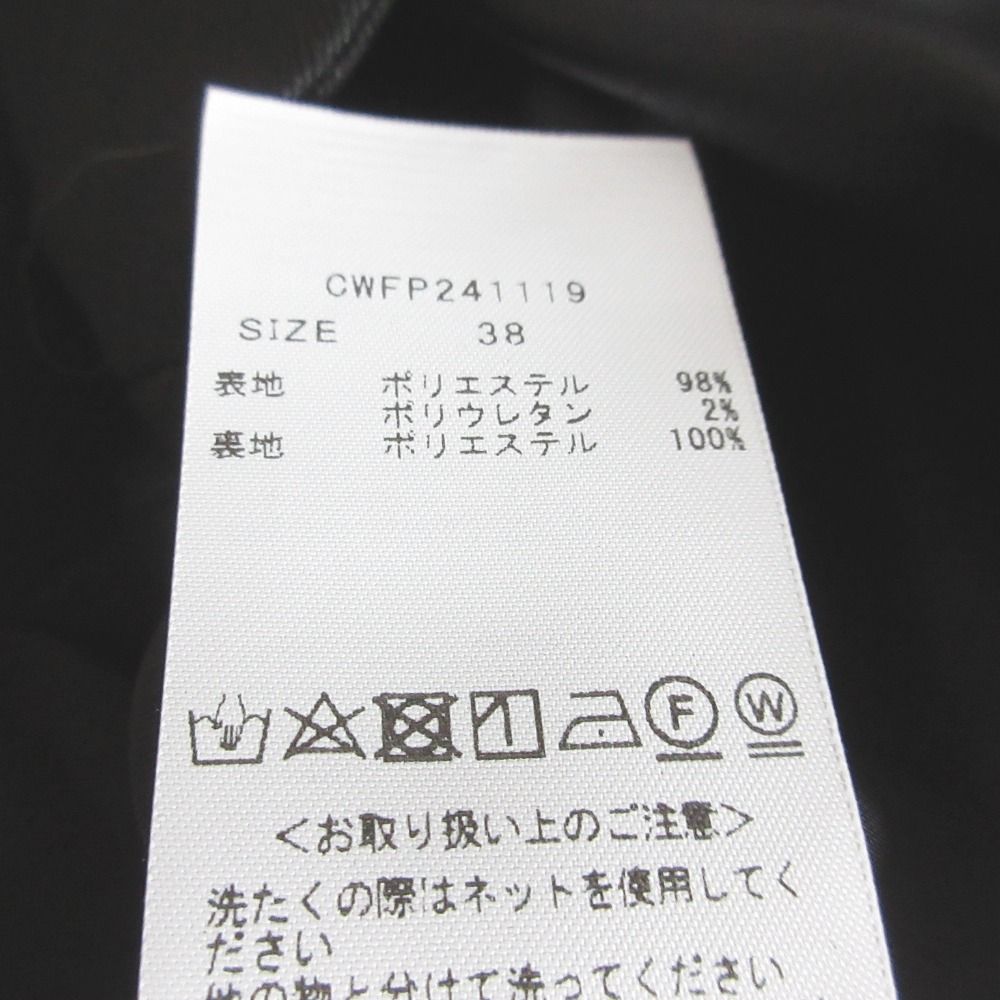 CWFP241119
SIZE 38
表地 ポリエステル 98%
ポリウレタン 2%
裏地 ポリエステル 100%
F W
<お取り扱い上のご注意>
洗たくの際はネットを使用してく
ださい
他の物と分けて洗ってください